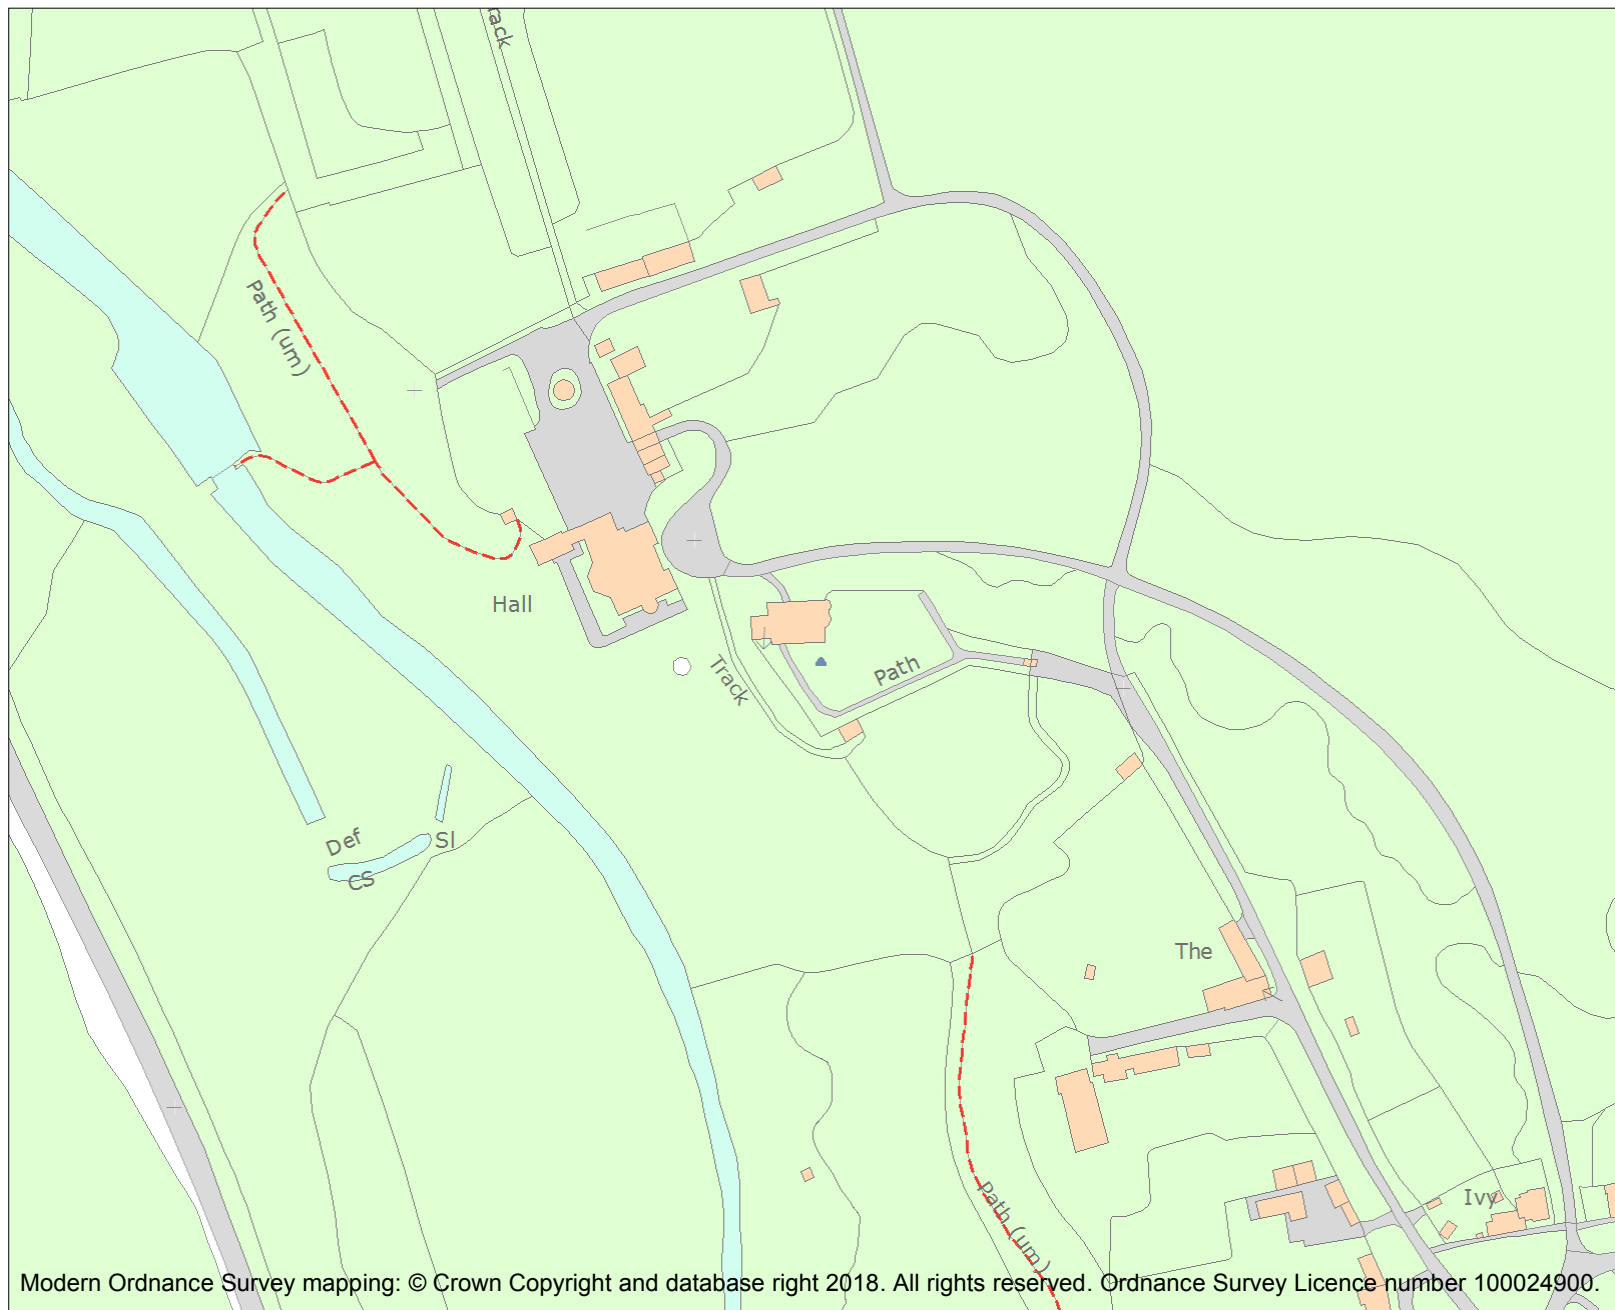 rack
Path (um)
Hall
Track
Path
Def
Sl
CS
The
Path (um)
Ivy
Modern Ordnance Survey mapping: © Crown Copyright and database right 2018. All rights reserved. Ordnance Survey Licence number 100024900.